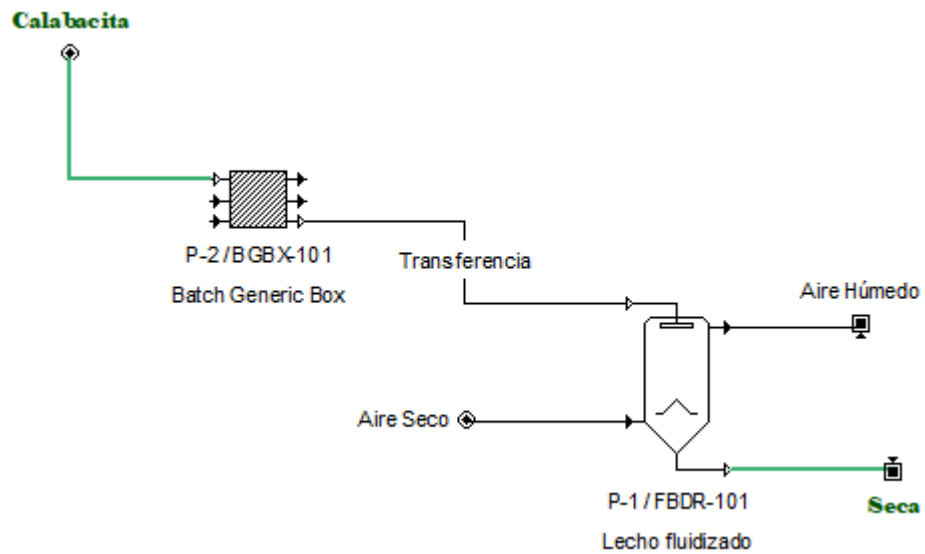 Calabacita
P-2 / BGBX-101
Batch Generic Box
Transferencia
Aire Húmedo
Aire Seco
P-1 / FBDR-101
Lecho fluidizado
Seca